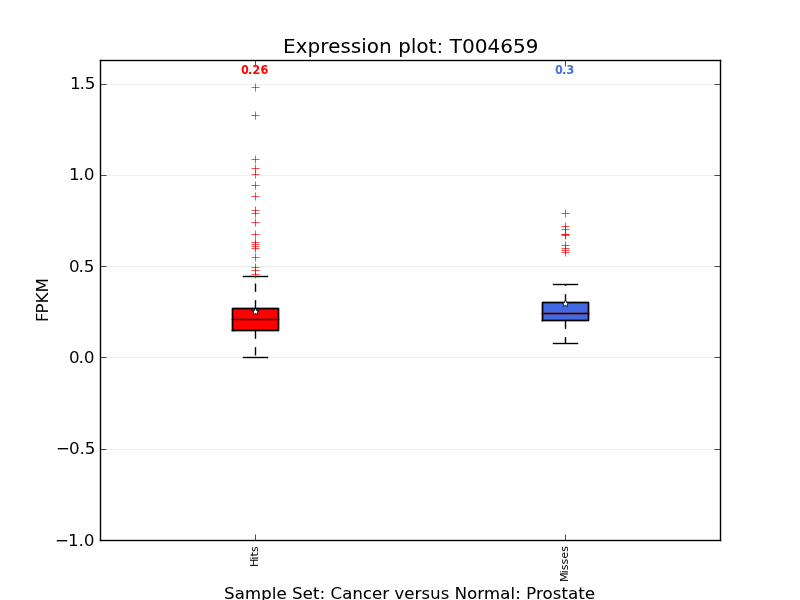 Expression plot: T004659
0.26
0.3
1.5
1.0
0.5
0.0
−0.5
−1.0
FPKM
Hits
Misses
Sample Set: Cancer versus Normal: Prostate